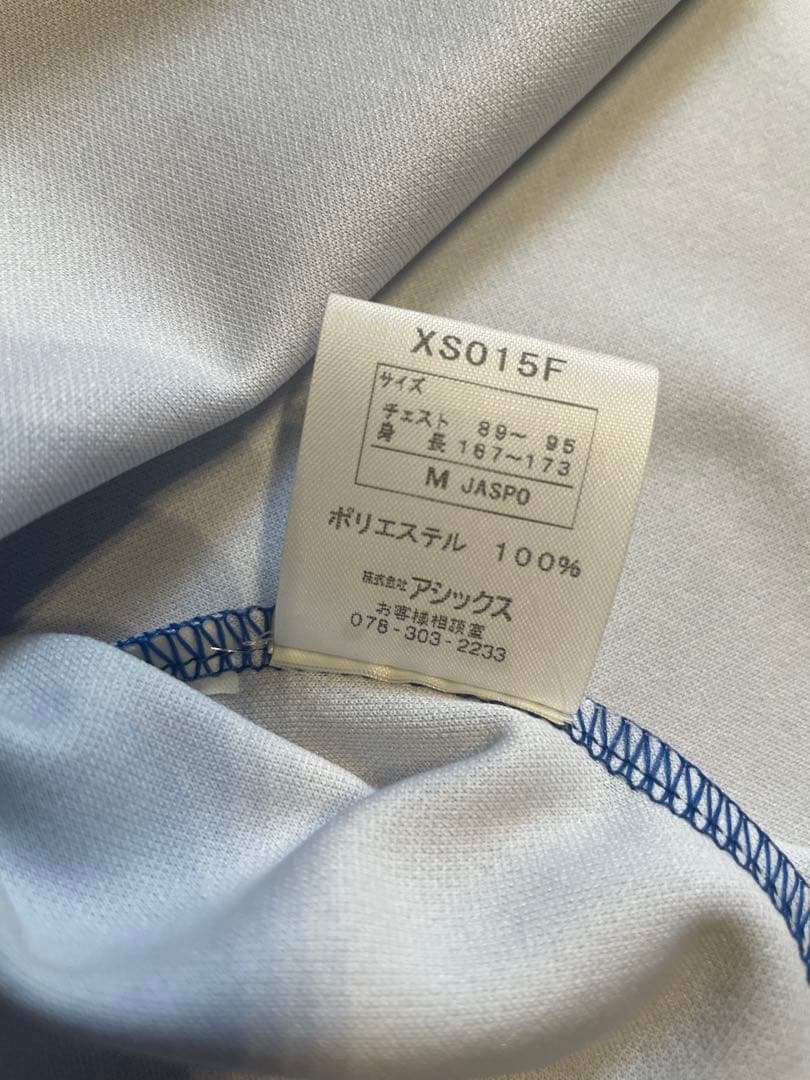 XS015F
サイズ
チェスト 89～ 95
身 長 167～173
M JASPO
ポリエステル 100%
株式会社アシックス
お客様相談室
078-303-2233